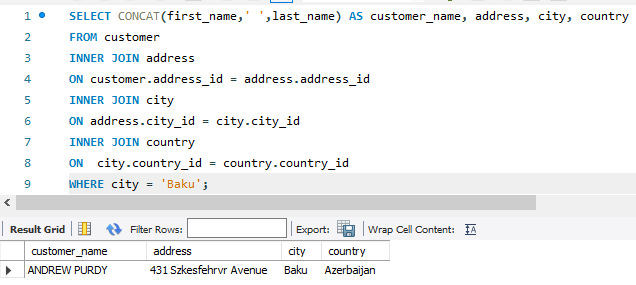 1 SELECT CONCAT(first_name,' ',last_name) AS customer_name, address, city, country
2 FROM customer
3 INNER JOIN address
4 ON customer.address_id = address.address_id
5 INNER JOIN city
6 ON address.city_id = city.city_id
7 INNER JOIN country
8 ON  city.country_id = country.country_id
9 WHERE city = 'Baku';
Result Grid Filter Rows: Export: Wrap Cell Content:
customer_name address city country
ANDREW PURDY 431 Szkesfehrvr Avenue Baku Azerbaijan